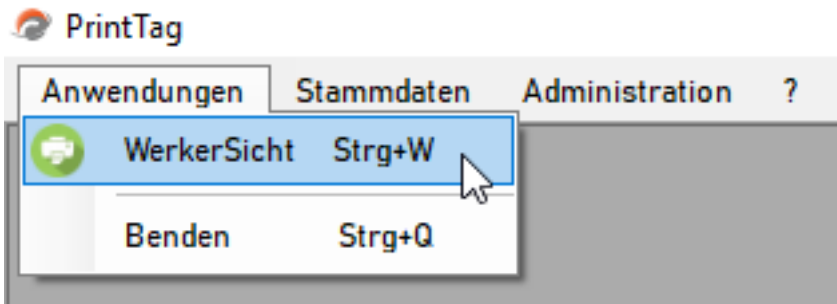 PrintTag
Anwendungen Stammdaten Administration ?
WerkerSicht Strg+W
Benden Strg+Q